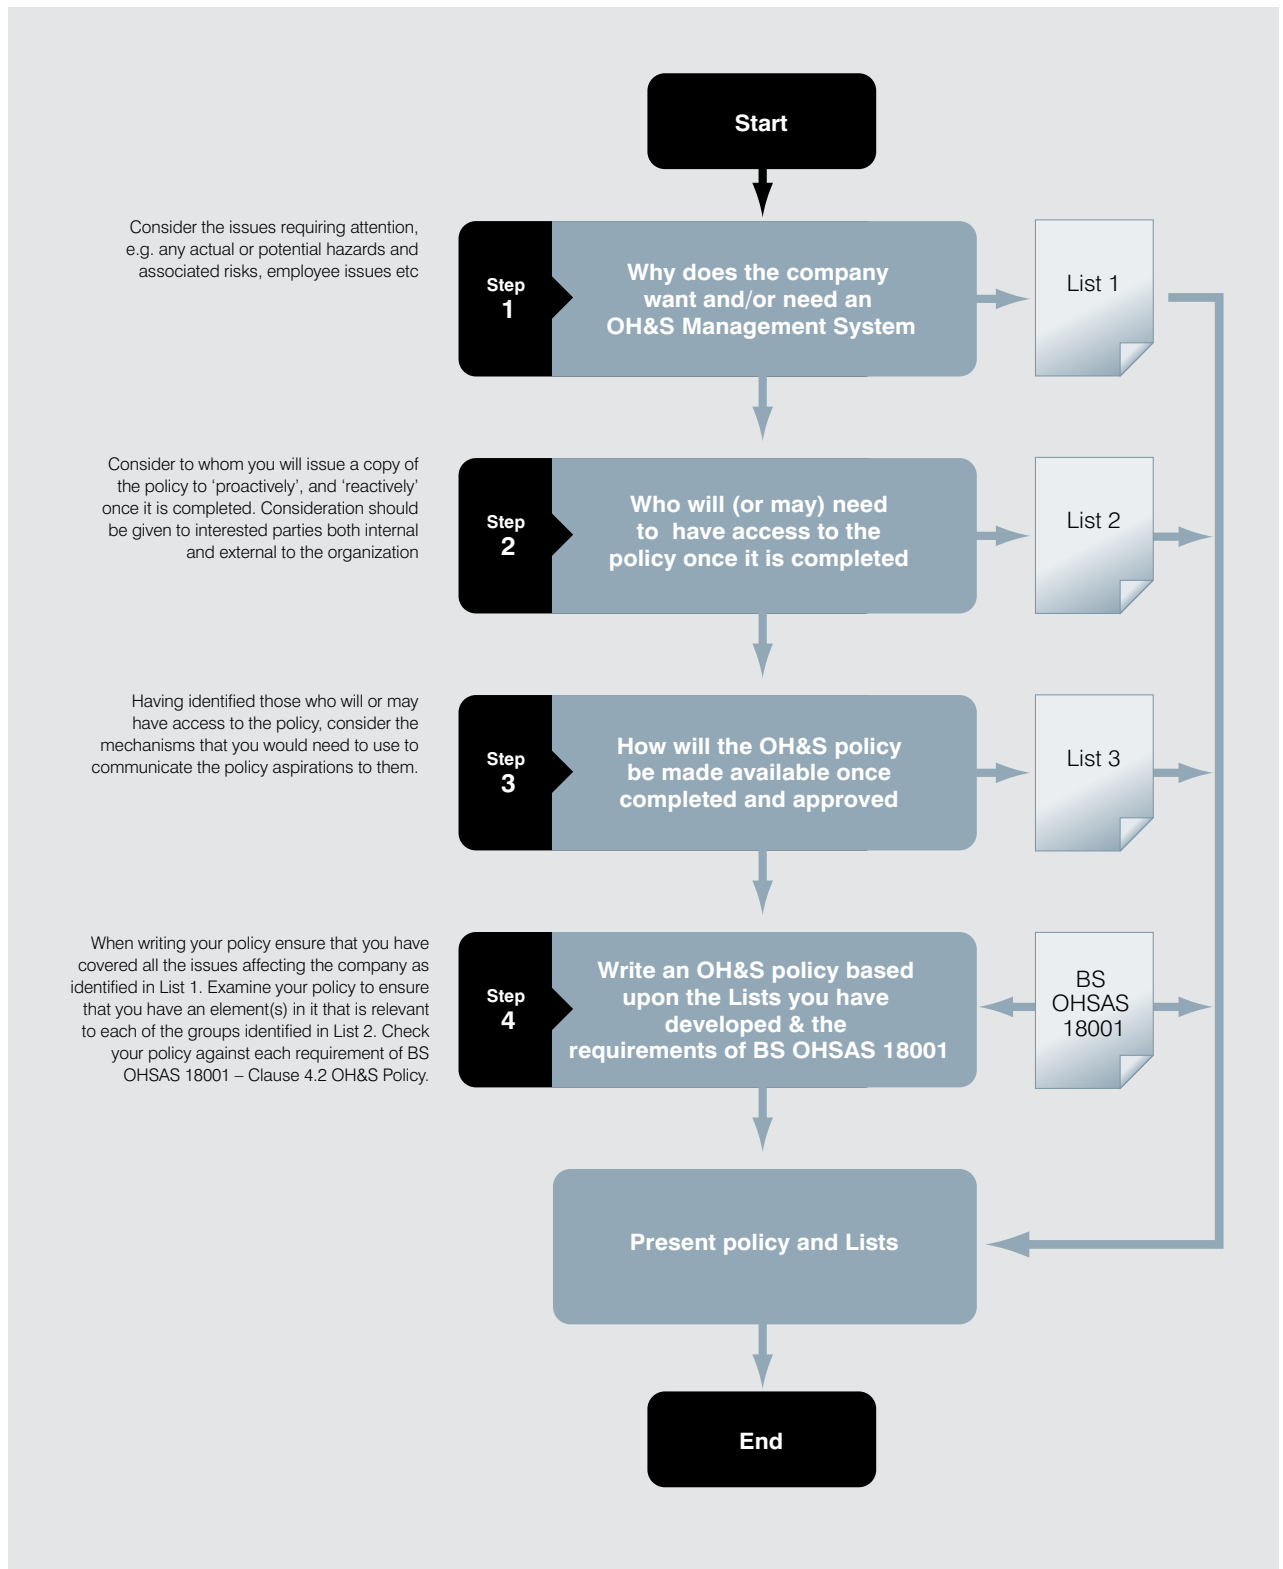 Start
Consider the issues requiring attention,
e.g. any actual or potential hazards and
associated risks, employee issues etc
Step
1
Why does the company
want and/or need an
OH&S Management System
List 1
Consider to whom you will issue a copy of
the policy to ‘proactively’, and ‘reactively’
once it is completed. Consideration should
be given to interested parties both internal
and external to the organization
Step
2
Who will (or may) need
to have access to the
policy once it is completed
List 2
Having identified those who will or may
have access to the policy, consider the
mechanisms that you would need to use to
communicate the policy aspirations to them.
Step
3
How will the OH&S policy
be made available once
completed and approved
List 3
When writing your policy ensure that you have
covered all the issues affecting the company as
identified in List 1. Examine your policy to ensure
that you have an element(s) in it that is relevant
to each of the groups identified in List 2. Check
your policy against each requirement of BS
OHSAS 18001 – Clause 4.2 OH&S Policy.
Step
4
Write an OH&S policy based
upon the Lists you have
developed & the
requirements of BS OHSAS 18001
BS
OHSAS
18001
Present policy and Lists
End